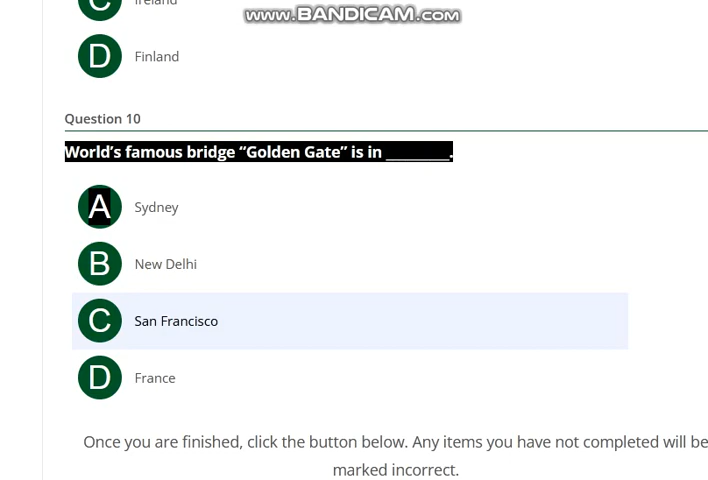 C Ireland
www.BANDICAM.com
D Finland
Question 10
World’s famous bridge “Golden Gate” is in _________.
A Sydney
B New Delhi
C San Francisco
D France
Once you are finished, click the button below. Any items you have not completed will be
marked incorrect.